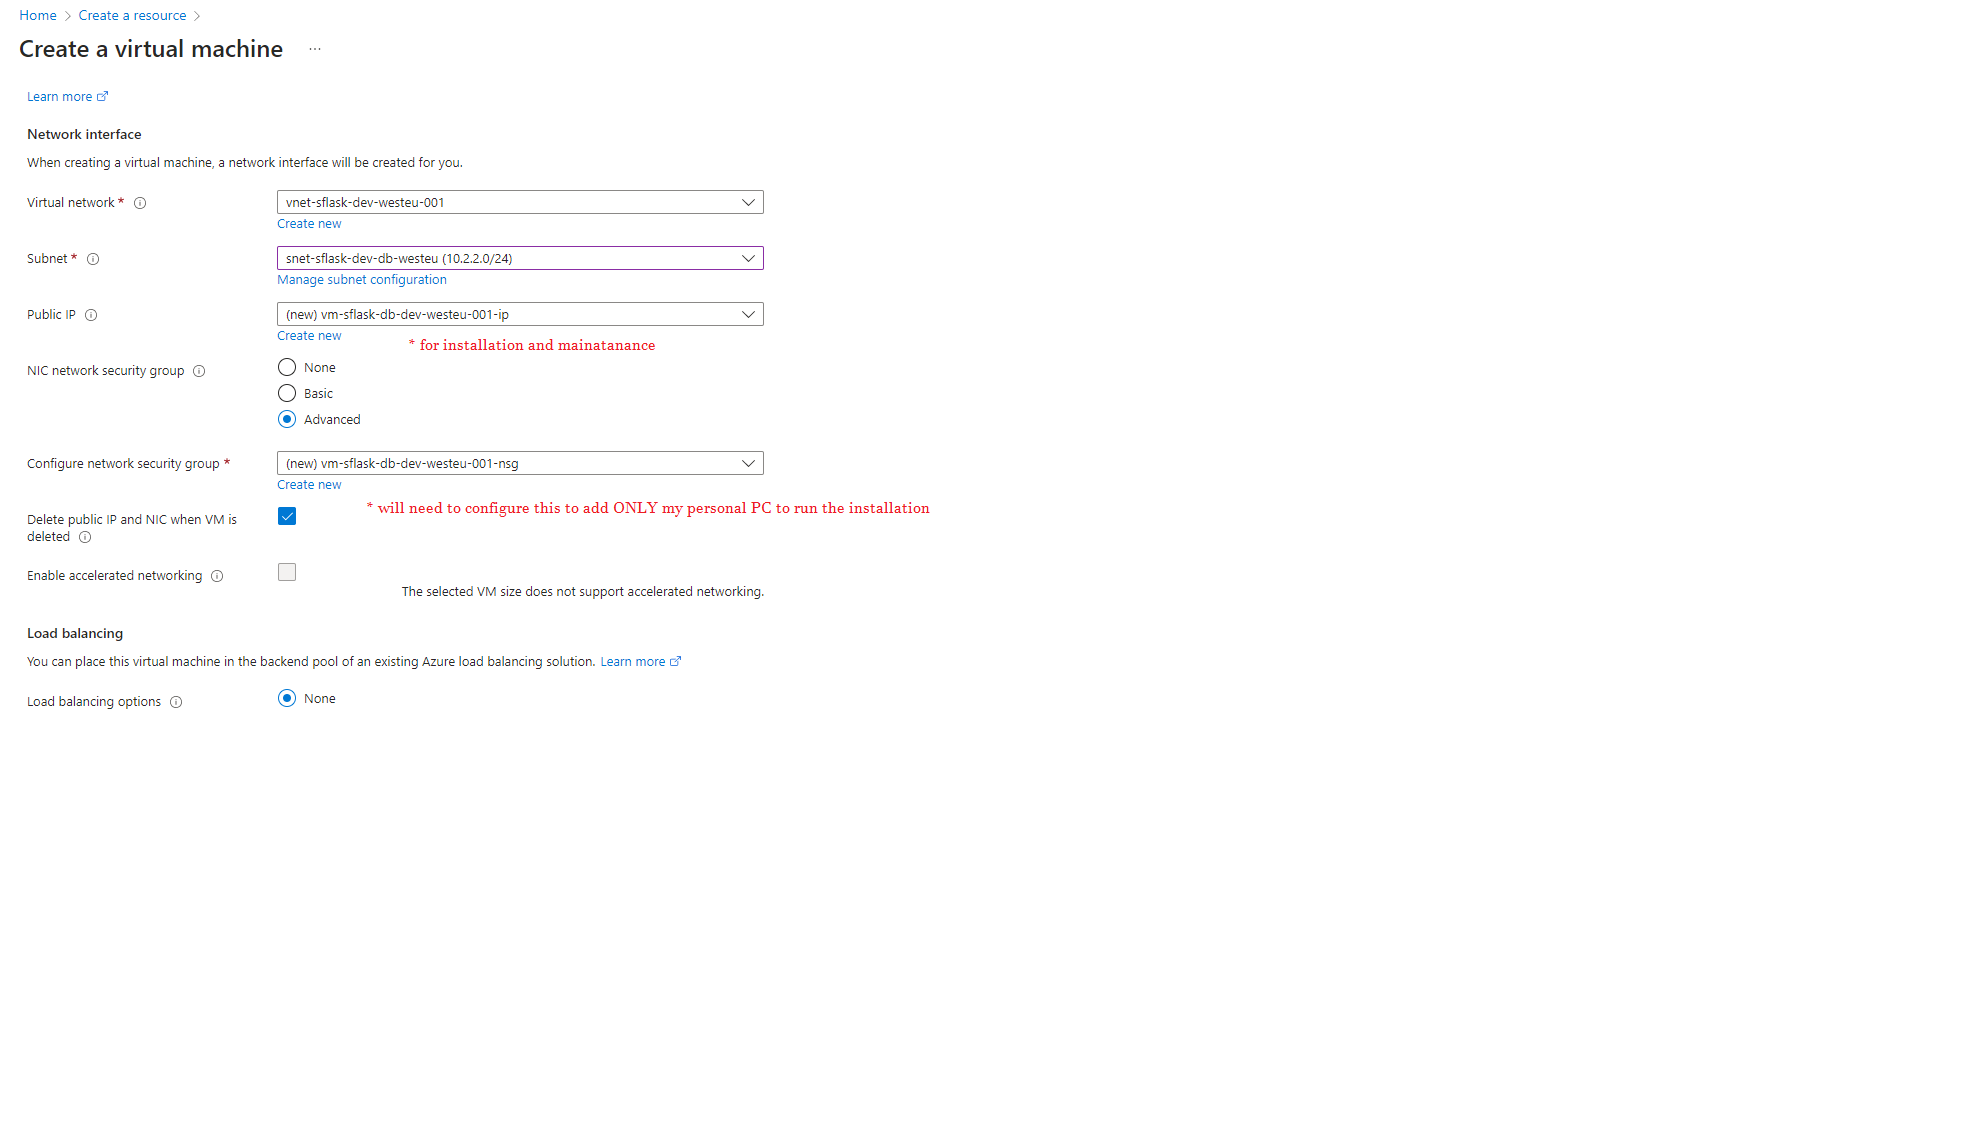 Home > Create a resource >
Create a virtual machine ...
Learn more
Network interface
When creating a virtual machine, a network interface will be created for you.
Virtual network *
vnet-sflask-dev-westeu-001
Create new
Subnet *
snet-sflask-dev-db-westeu (10.2.2.0/24)
Manage subnet configuration
Public IP
(new) vm-sflask-db-dev-westeu-001-ip
Create new
* for installation and mainatanance
NIC network security group
None
Basic
Advanced
Configure network security group *
(new) vm-sflask-db-dev-westeu-001-nsg
Create new
* will need to configure this to add ONLY my personal PC to run the installation
Delete public IP and NIC when VM is
deleted
Enable accelerated networking
The selected VM size does not support accelerated networking.
Load balancing
You can place this virtual machine in the backend pool of an existing Azure load balancing solution. Learn more
Load balancing options
None